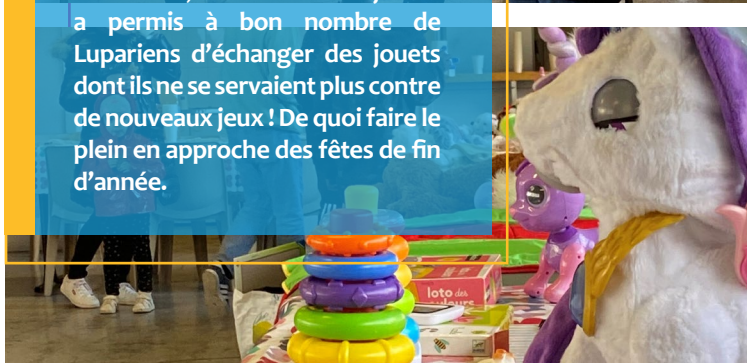 a permis à bon nombre de
Lupariens d’échanger des jouets
dont ils ne se servaient plus contre
de nouveaux jeux ! De quoi faire le
plein en approche des fêtes de fin
d’année.
loto des